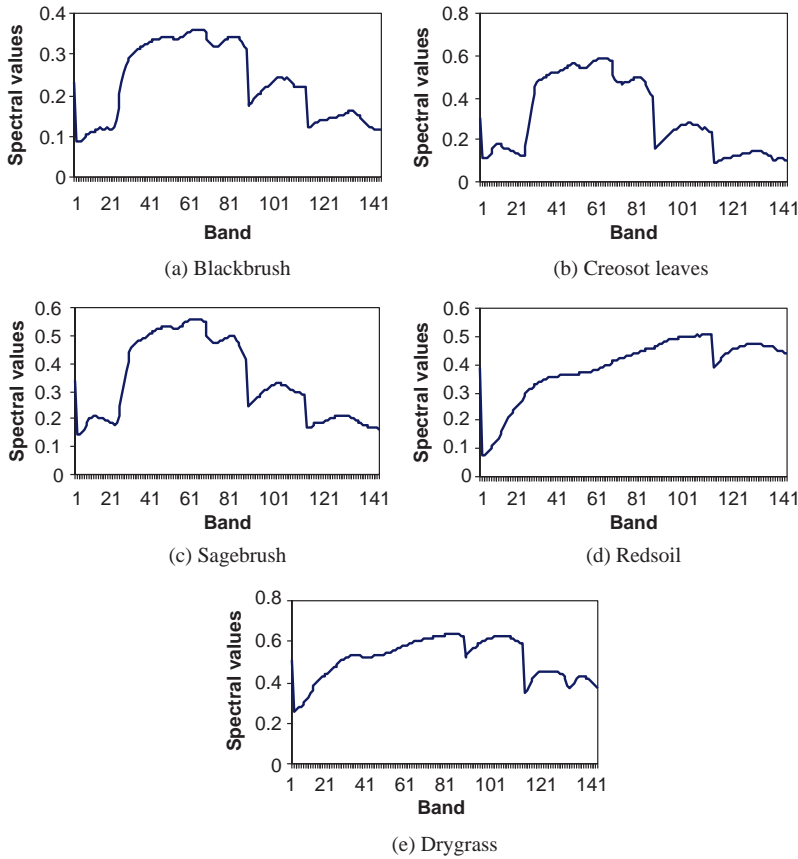 0.4
0.3
0.2
0.1
0
Spectral values
1 21 41 61 81 101 121 141
Band
(a) Blackbrush
0.8
0.6
0.4
0.2
0
Spectral values
1 21 41 61 81 101 121 141
Band
(b) Creosot leaves
0.6
0.5
0.4
0.3
0.2
0.1
0
Spectral values
1 21 41 61 81 101 121 141
Band
(c) Sagebrush
0.6
0.5
0.4
0.3
0.2
0.1
0
Spectral values
1 21 41 61 81 101 121 141
Band
(d) Redsoil
0.8
0.6
0.4
0.2
0
Spectral values
1 21 41 61 81 101 121 141
Band
(e) Drygrass